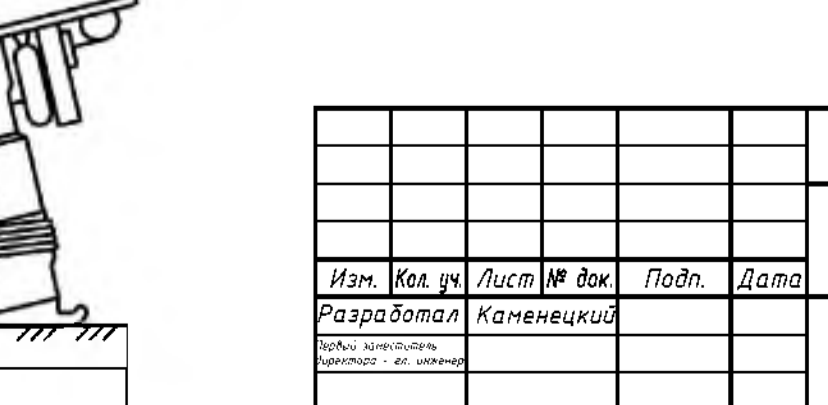 Изм. Кол. уч. Лист № док. Подп. Дата
Разработал Каменецкий
Первый заместитель
директора - гл. инженер